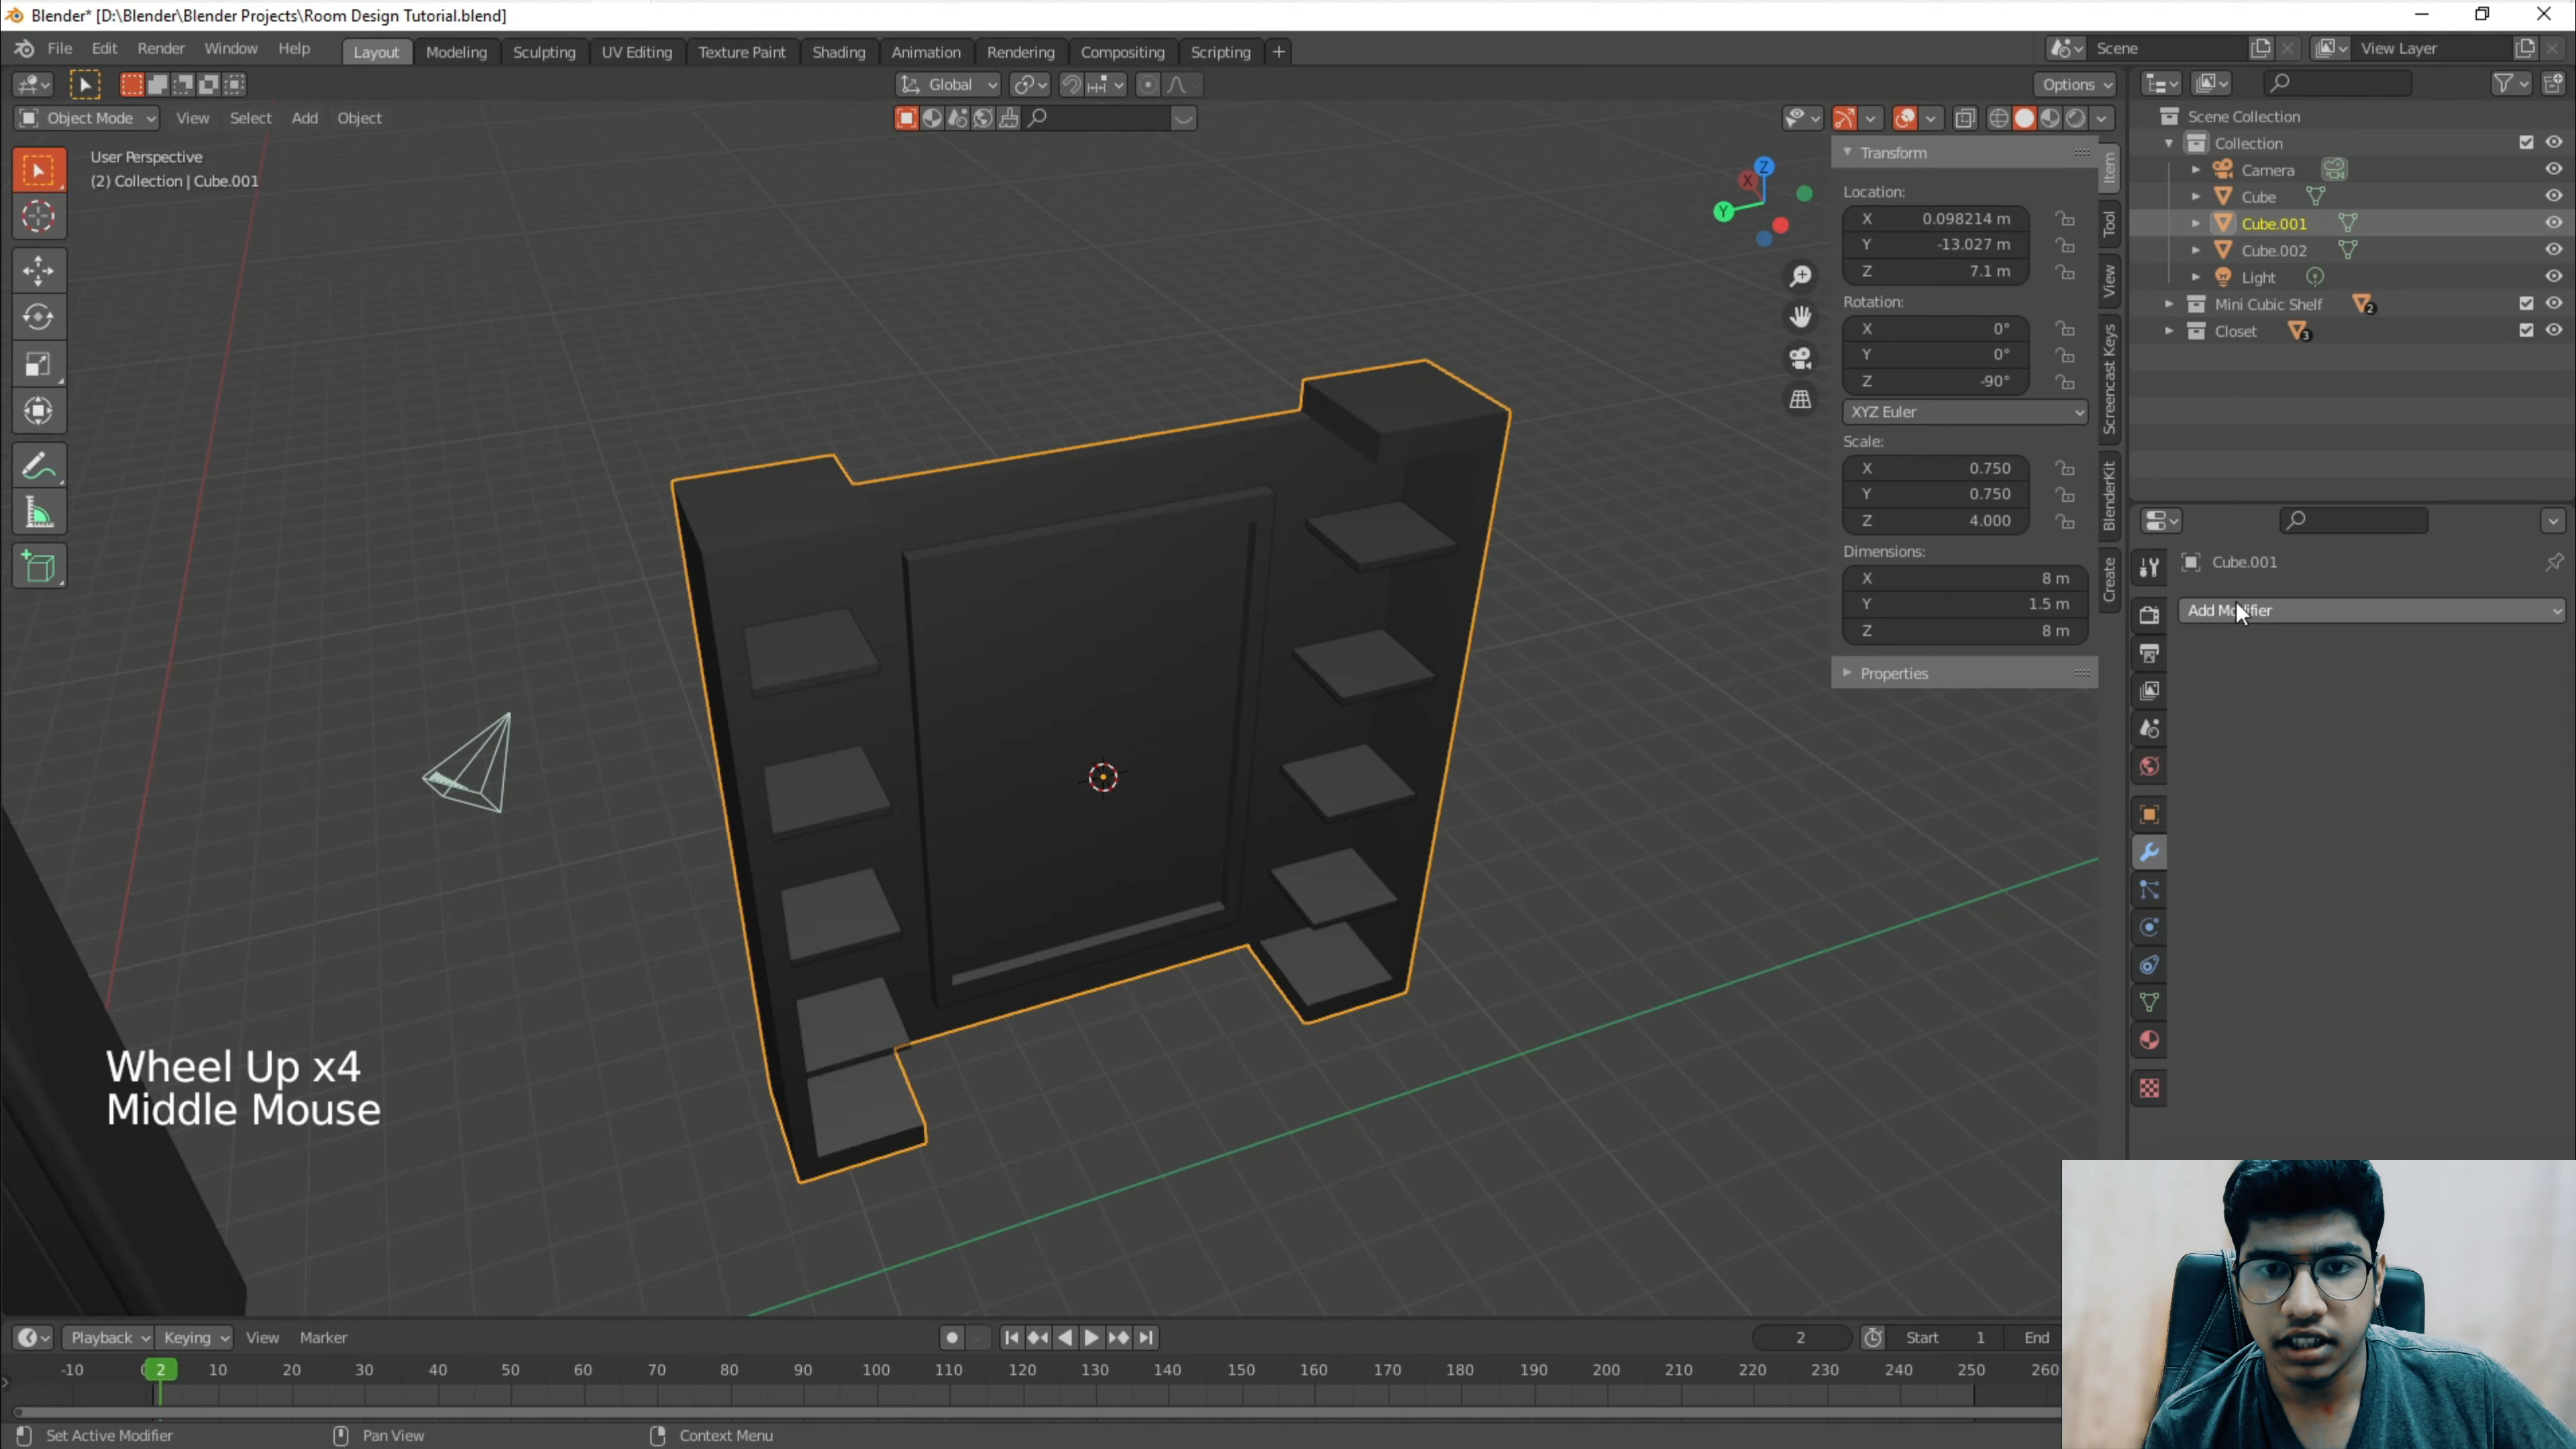 Blender* [D:\Blender\Blender Projects\Room Design Tutorial.blend]
File Edit Render Window Help Layout Modeling Sculpting UV Editing Texture Paint Shading Animation Rendering Compositing Scripting + Scene View Layer
Global Options
Object Mode View Select Add Object
User Perspective
(2) Collection | Cube.001
Z
X
Y
Transform
Location:
X 0.098214 m
Y -13.027 m
Z 7.1 m
Rotation:
X 0°
Y 0°
Z -90°
XYZ Euler
Scale:
X 0.750
Y 0.750
Z 4.000
Dimensions:
X 8 m
Y 1.5 m
Z 8 m
Properties
Item
Tool
View
Screencast Keys
BlenderKit
Create
Scene Collection
Collection
Camera
Cube
Cube.001
Cube.002
Light
Mini Cubic Shelf 2
Closet 3
Cube.001
Add Modifier
Wheel Up x4
Middle Mouse
Playback Keying View Marker 2 Start 1 End
-10 2 10 20 30 40 50 60 70 80 90 100 110 120 130 140 150 160 170 180 190 200 210 220 230 240 250 260
Set Active Modifier Pan View Context Menu